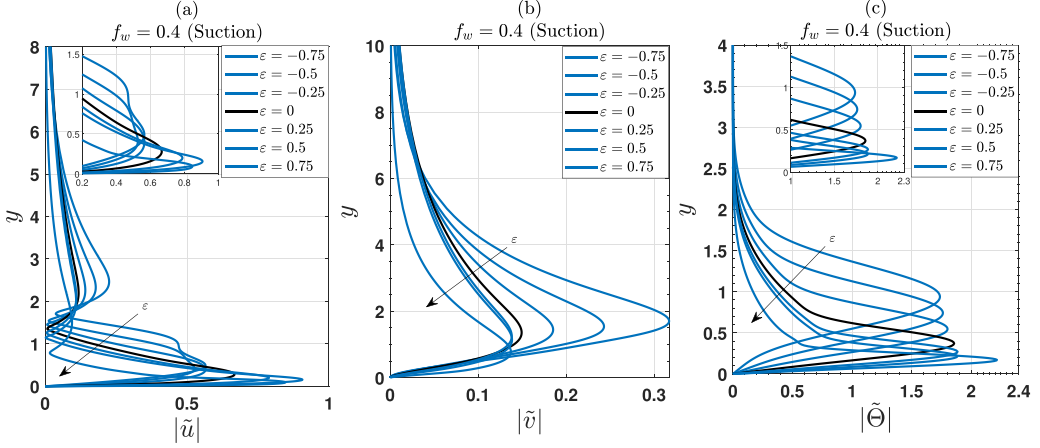 (a)
f_w = 0.4 (Suction)
8
7
6
5
4
3
2
1
0
0
0.5
1
|ũ|
y
1.5
1
0.5
0
0.2
0.4
0.6
0.8
1
ε = −0.75
ε = −0.5
ε = −0.25
ε = 0
ε = 0.25
ε = 0.5
ε = 0.75
ε
(b)
f_w = 0.4 (Suction)
10
8
6
4
2
0
0
0.1
0.2
0.3
|ṽ|
y
ε = −0.75
ε = −0.5
ε = −0.25
ε = 0
ε = 0.25
ε = 0.5
ε = 0.75
ε
(c)
f_w = 0.4 (Suction)
4
3.5
3
2.5
2
1.5
1
0.5
0
0
0.5
1
1.5
2
2.4
|Θ̃|
y
1.5
1
0.5
0
1
1.5
2
2.3
ε = −0.75
ε = −0.5
ε = −0.25
ε = 0
ε = 0.25
ε = 0.5
ε = 0.75
ε